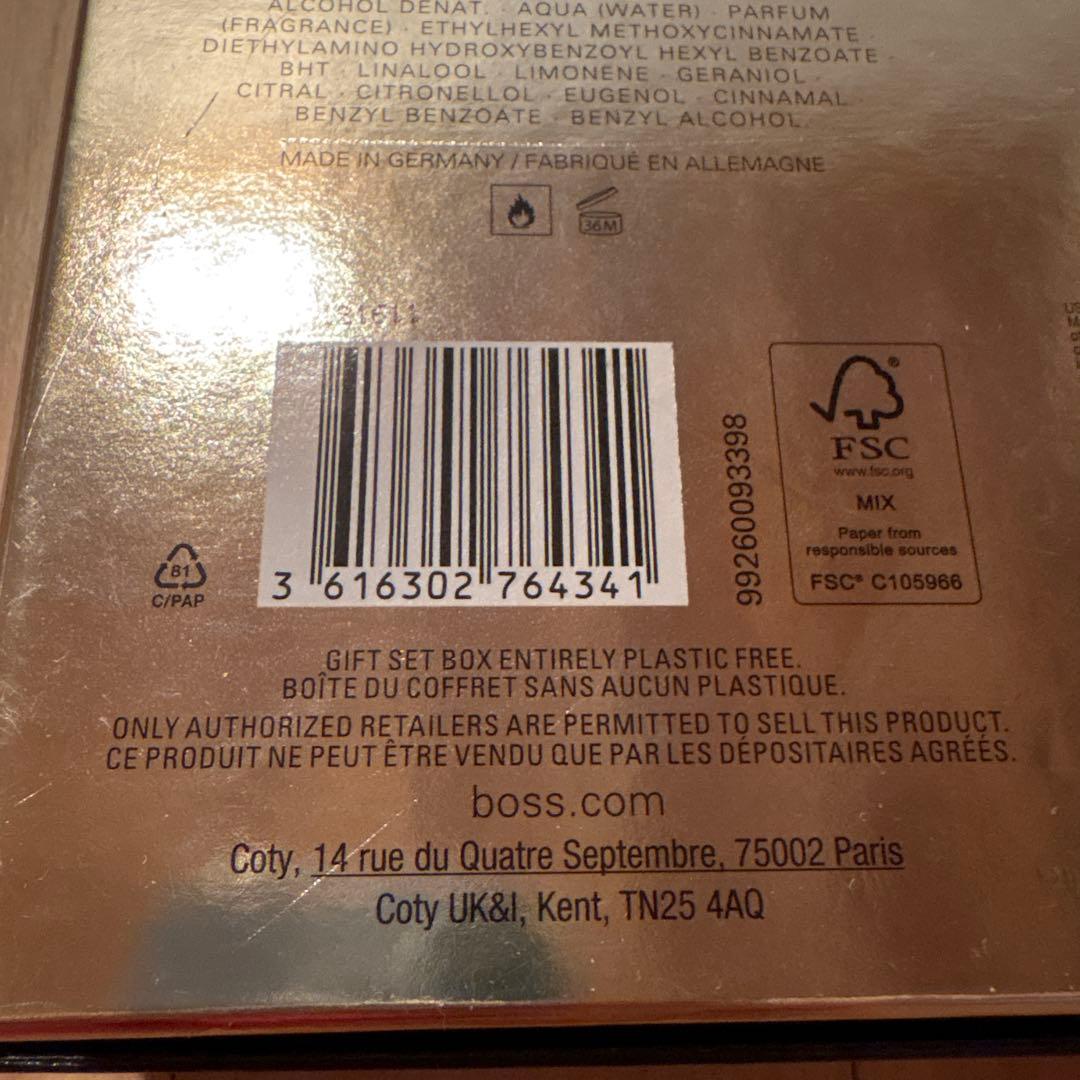 ALCOHOL DENAT. · AQUA (WATER) · PARFUM
(FRAGRANCE) · ETHYLHEXYL METHOXYCINNAMATE ·
DIETHYLAMINO HYDROXYBENZOYL HEXYL BENZOATE ·
BHT · LINALOOL · LIMONENE · GERANIOL ·
CITRAL · CITRONELLOL · EUGENOL · CINNAMAL ·
BENZYL BENZOATE · BENZYL ALCOHOL.
MADE IN GERMANY / FABRIQUÉ EN ALLEMAGNE
36M
3 616302 764341
99260093398
FSC®
www.fsc.org
MIX
Paper from
responsible sources
FSC® C105966
81
C/PAP
GIFT SET BOX ENTIRELY PLASTIC FREE.
BOÎTE DU COFFRET SANS AUCUN PLASTIQUE.
ONLY AUTHORIZED RETAILERS ARE PERMITTED TO SELL THIS PRODUCT.
CE PRODUIT NE PEUT ÊTRE VENDU QUE PAR LES DÉPOSITAIRES AGRÉÉS.
boss.com
Coty, 14 rue du Quatre Septembre, 75002 Paris
Coty UK&I, Kent, TN25 4AQ